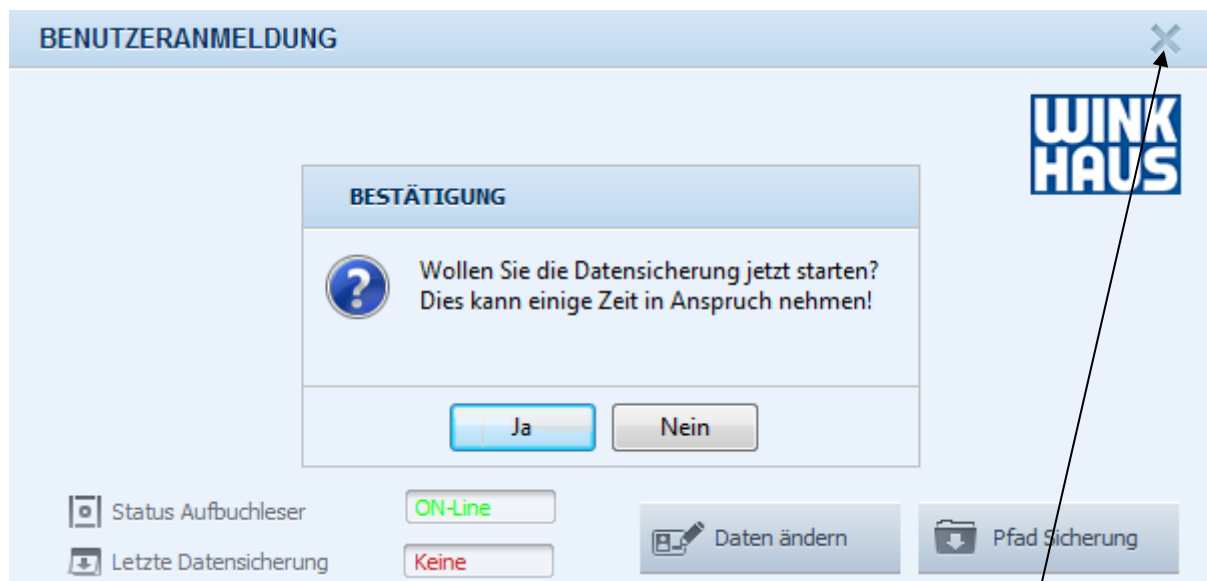 BENUTZERANMELDUNG
WINK
HAUS
BESTÄTIGUNG
Wollen Sie die Datensicherung jetzt starten?
Dies kann einige Zeit in Anspruch nehmen!
Ja
Nein
Status Aufbuchleser
ON-Line
Daten ändern
Pfad Sicherung
Letzte Datensicherung
Keine